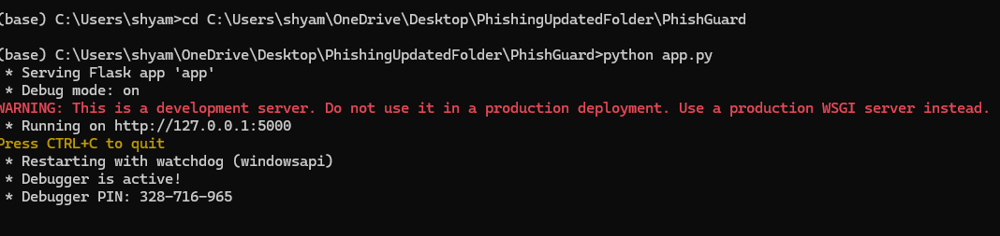 (base) C:\Users\shyam>cd C:\Users\shyam\OneDrive\Desktop\PhishingUpdatedFolder\PhishGuard
(base) C:\Users\shyam\OneDrive\Desktop\PhishingUpdatedFolder\PhishGuard>python app.py
* Serving Flask app 'app'
* Debug mode: on
WARNING: This is a development server. Do not use it in a production deployment. Use a production WSGI server instead.
* Running on http://127.0.0.1:5000
Press CTRL+C to quit
* Restarting with watchdog (windowsapi)
* Debugger is active!
* Debugger PIN: 328-716-965